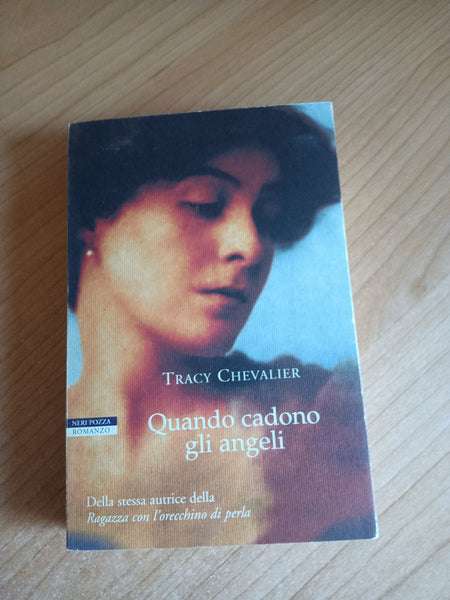 TRACY CHEVALIER
Quando cadono
gli angeli
NERI POZZA
ROMANZO
Della stessa autrice della
Ragazza con l'orecchino di perla